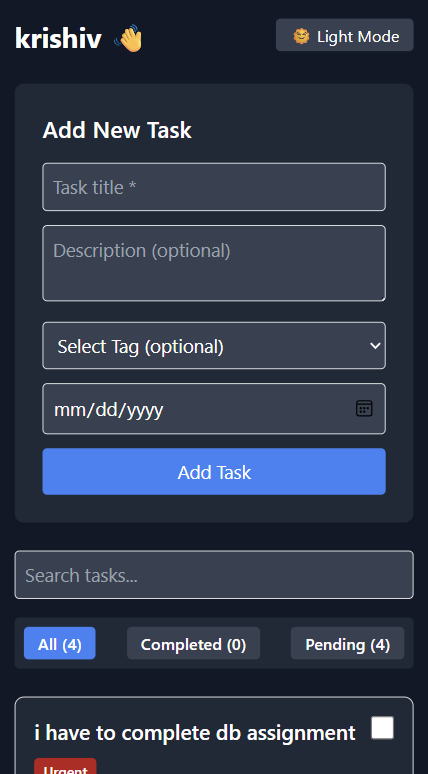 krishiv 👋
🌞 Light Mode
Add New Task
Task title *
Description (optional)
Select Tag (optional)
mm/dd/yyyy
Add Task
Search tasks...
All (4) Completed (0) Pending (4)
i have to complete db assignment
Urgent